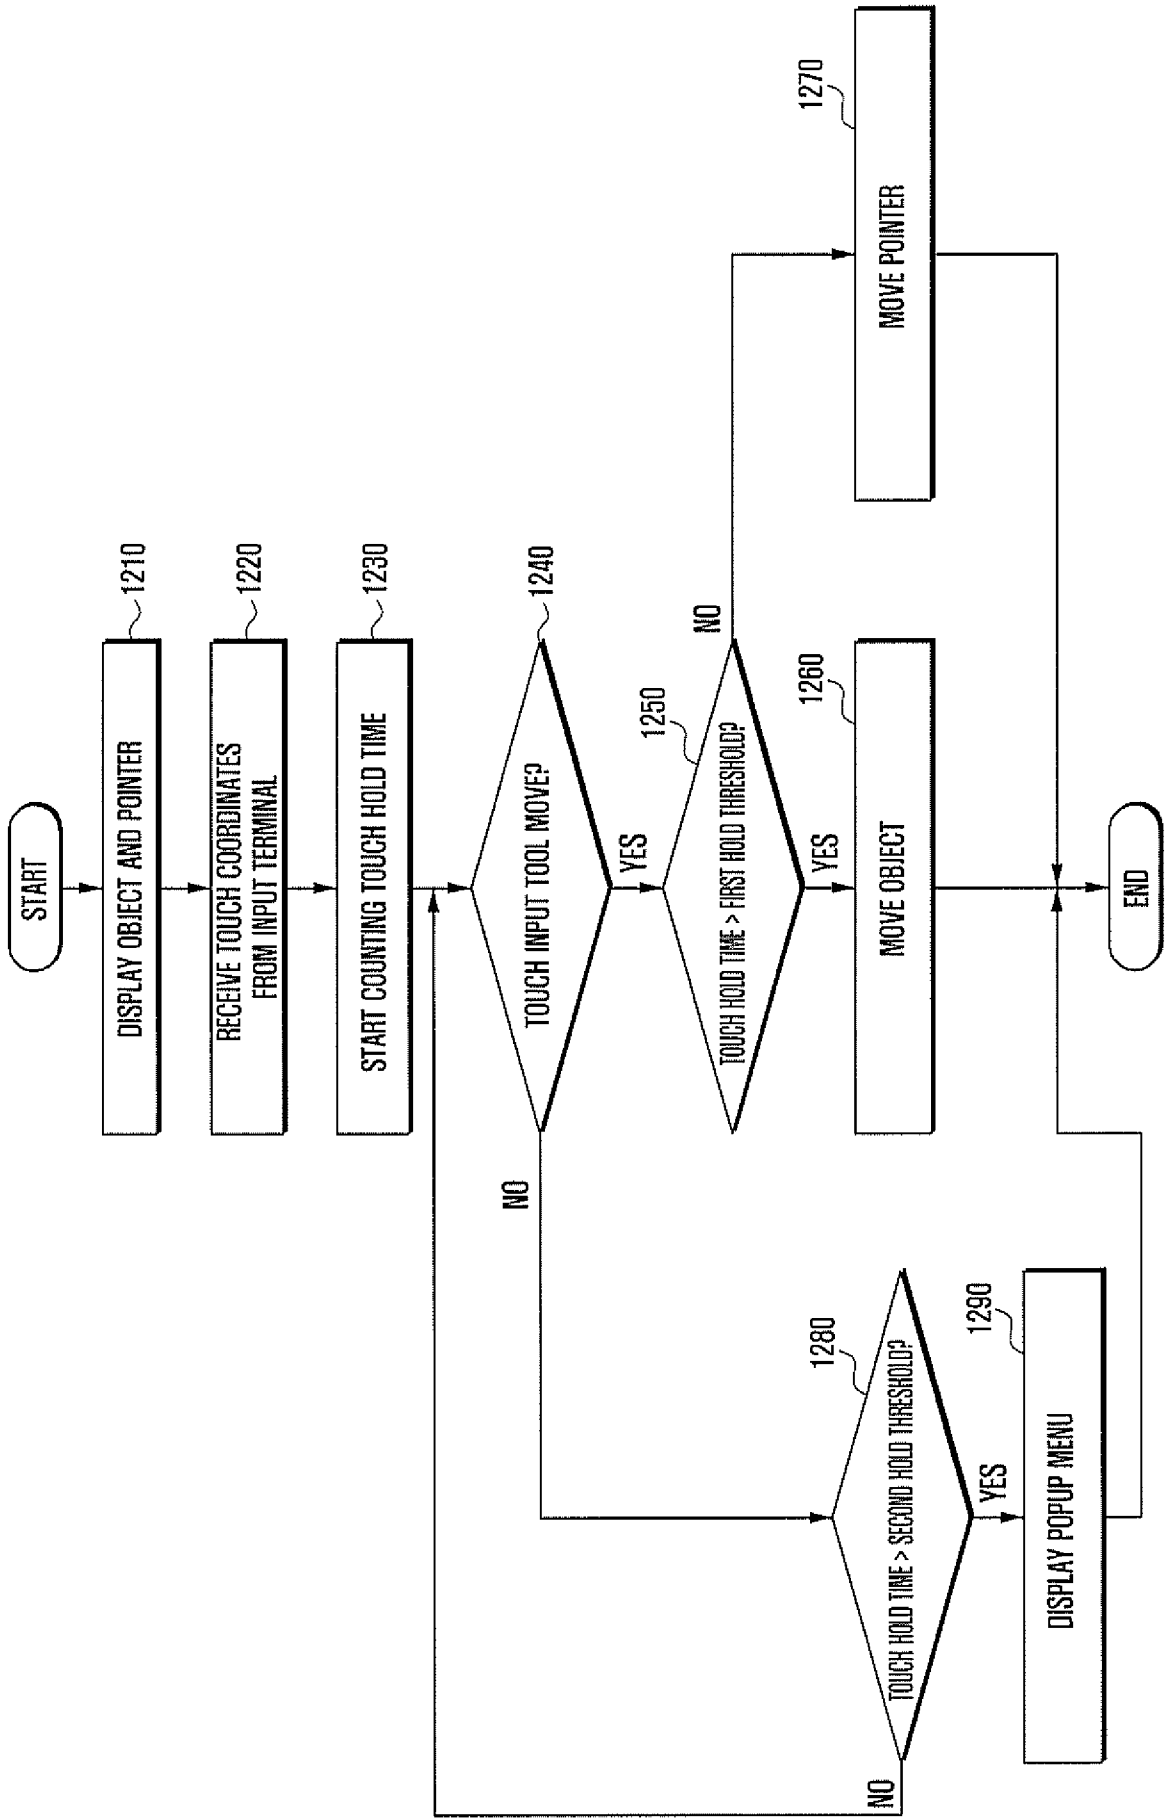 START
DISPLAY OBJECT AND POINTER
1210
RECEIVE TOUCH COORDINATES
FROM INPUT TERMINAL
1220
START COUNTING TOUCH HOLD TIME
1230
TOUCH INPUT TOOL MOVE?
1240
NO
YES
TOUCH HOLD TIME > FIRST HOLD THRESHOLD?
1250
NO
YES
MOVE OBJECT
1260
MOVE POINTER
1270
TOUCH HOLD TIME > SECOND HOLD THRESHOLD?
1280
NO
YES
DISPLAY POPUP MENU
1290
END